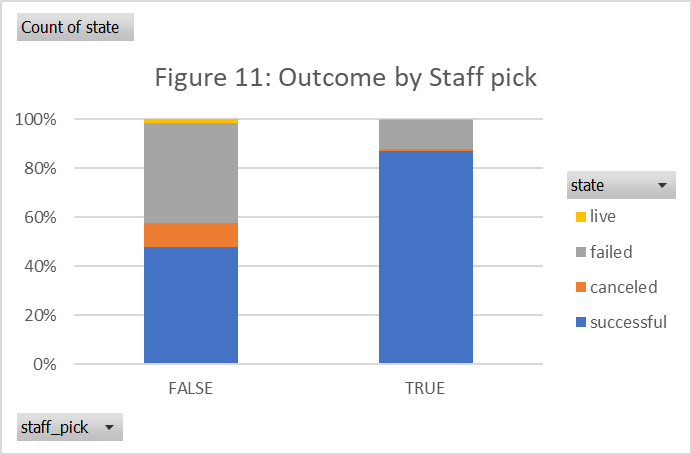 Count of state
Figure 11: Outcome by Staff pick
100%
80%
60%
40%
20%
0%
FALSE
TRUE
state
live
failed
canceled
successful
staff_pick